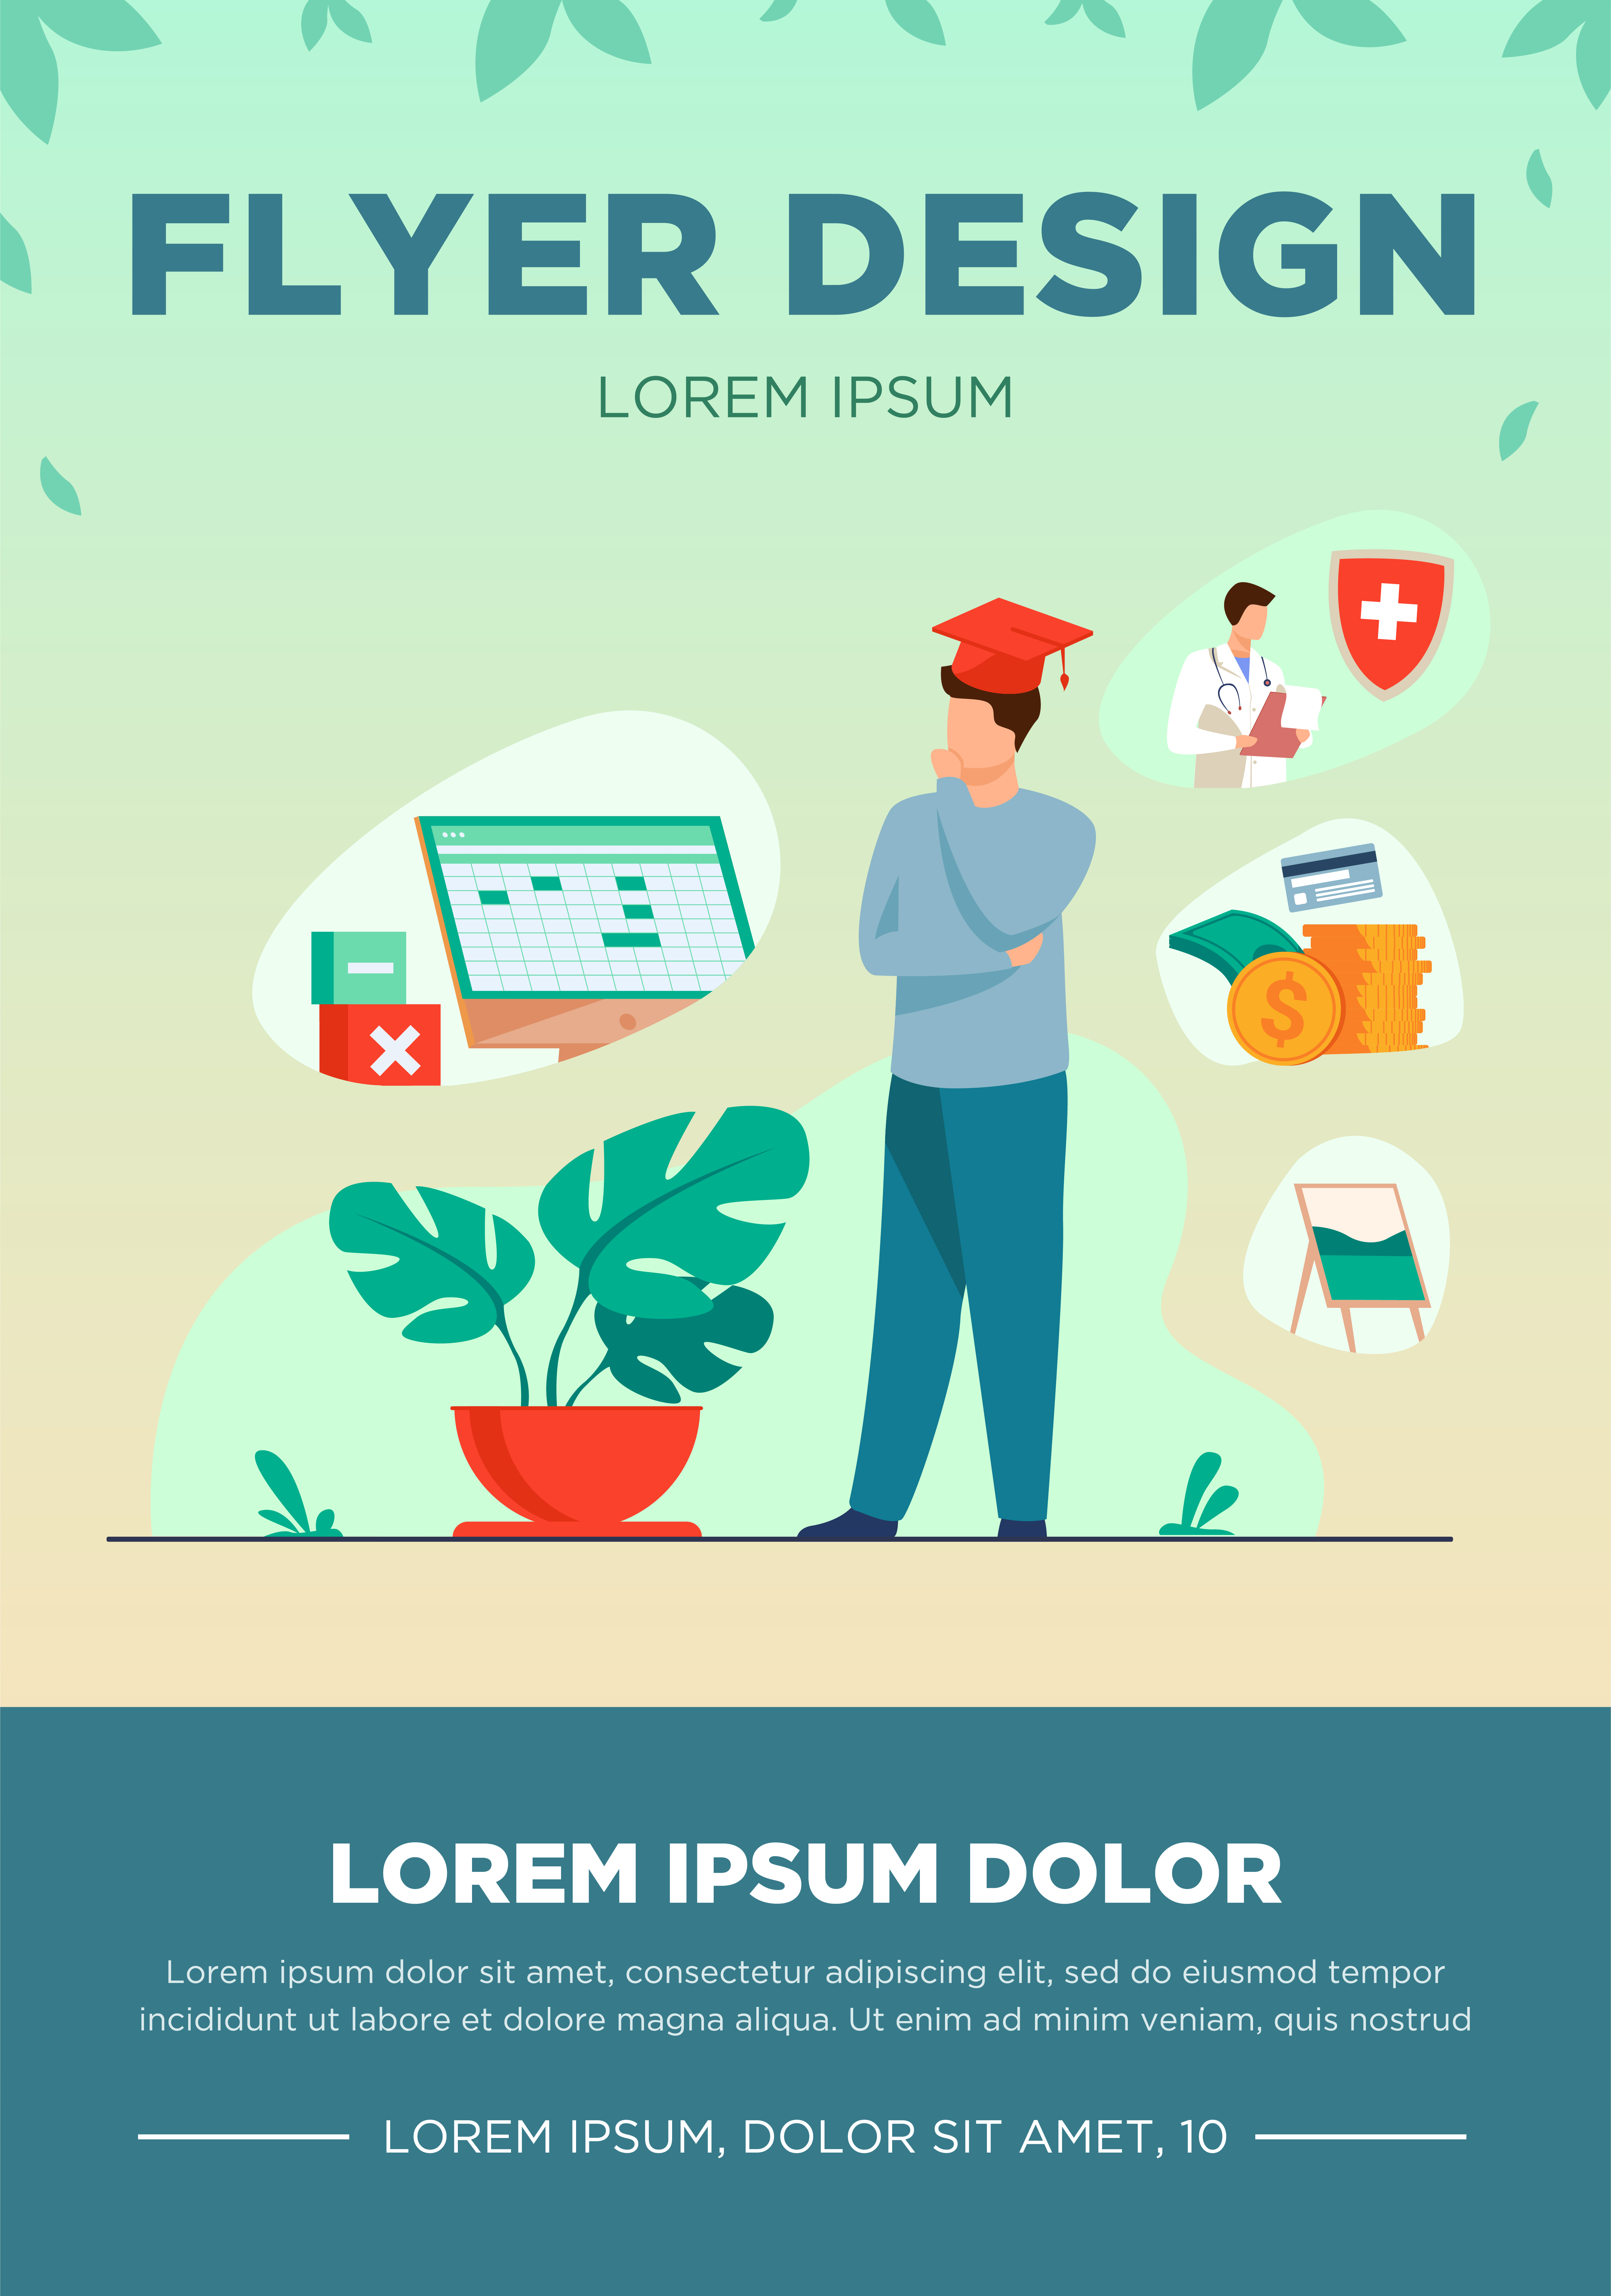 FLYER DESIGN
LOREM IPSUM
$
LOREM IPSUM DOLOR
Lorem ipsum dolor sit amet, consectetur adipiscing elit, sed do eiusmod tempor
incididunt ut labore et dolore magna aliqua. Ut enim ad minim veniam, quis nostrud
LOREM IPSUM, DOLOR SIT AMET, 10